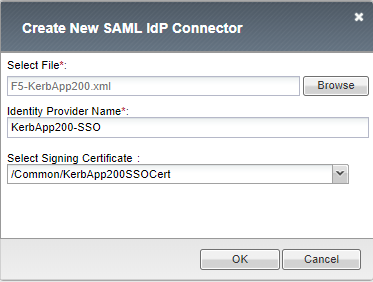 Create New SAML IdP Connector
Select File*:
F5-KerbApp200.xml
Browse
Identity Provider Name*:
KerbApp200-SSO
Select Signing Certificate :
/Common/KerbApp200SSOCert
OK
Cancel